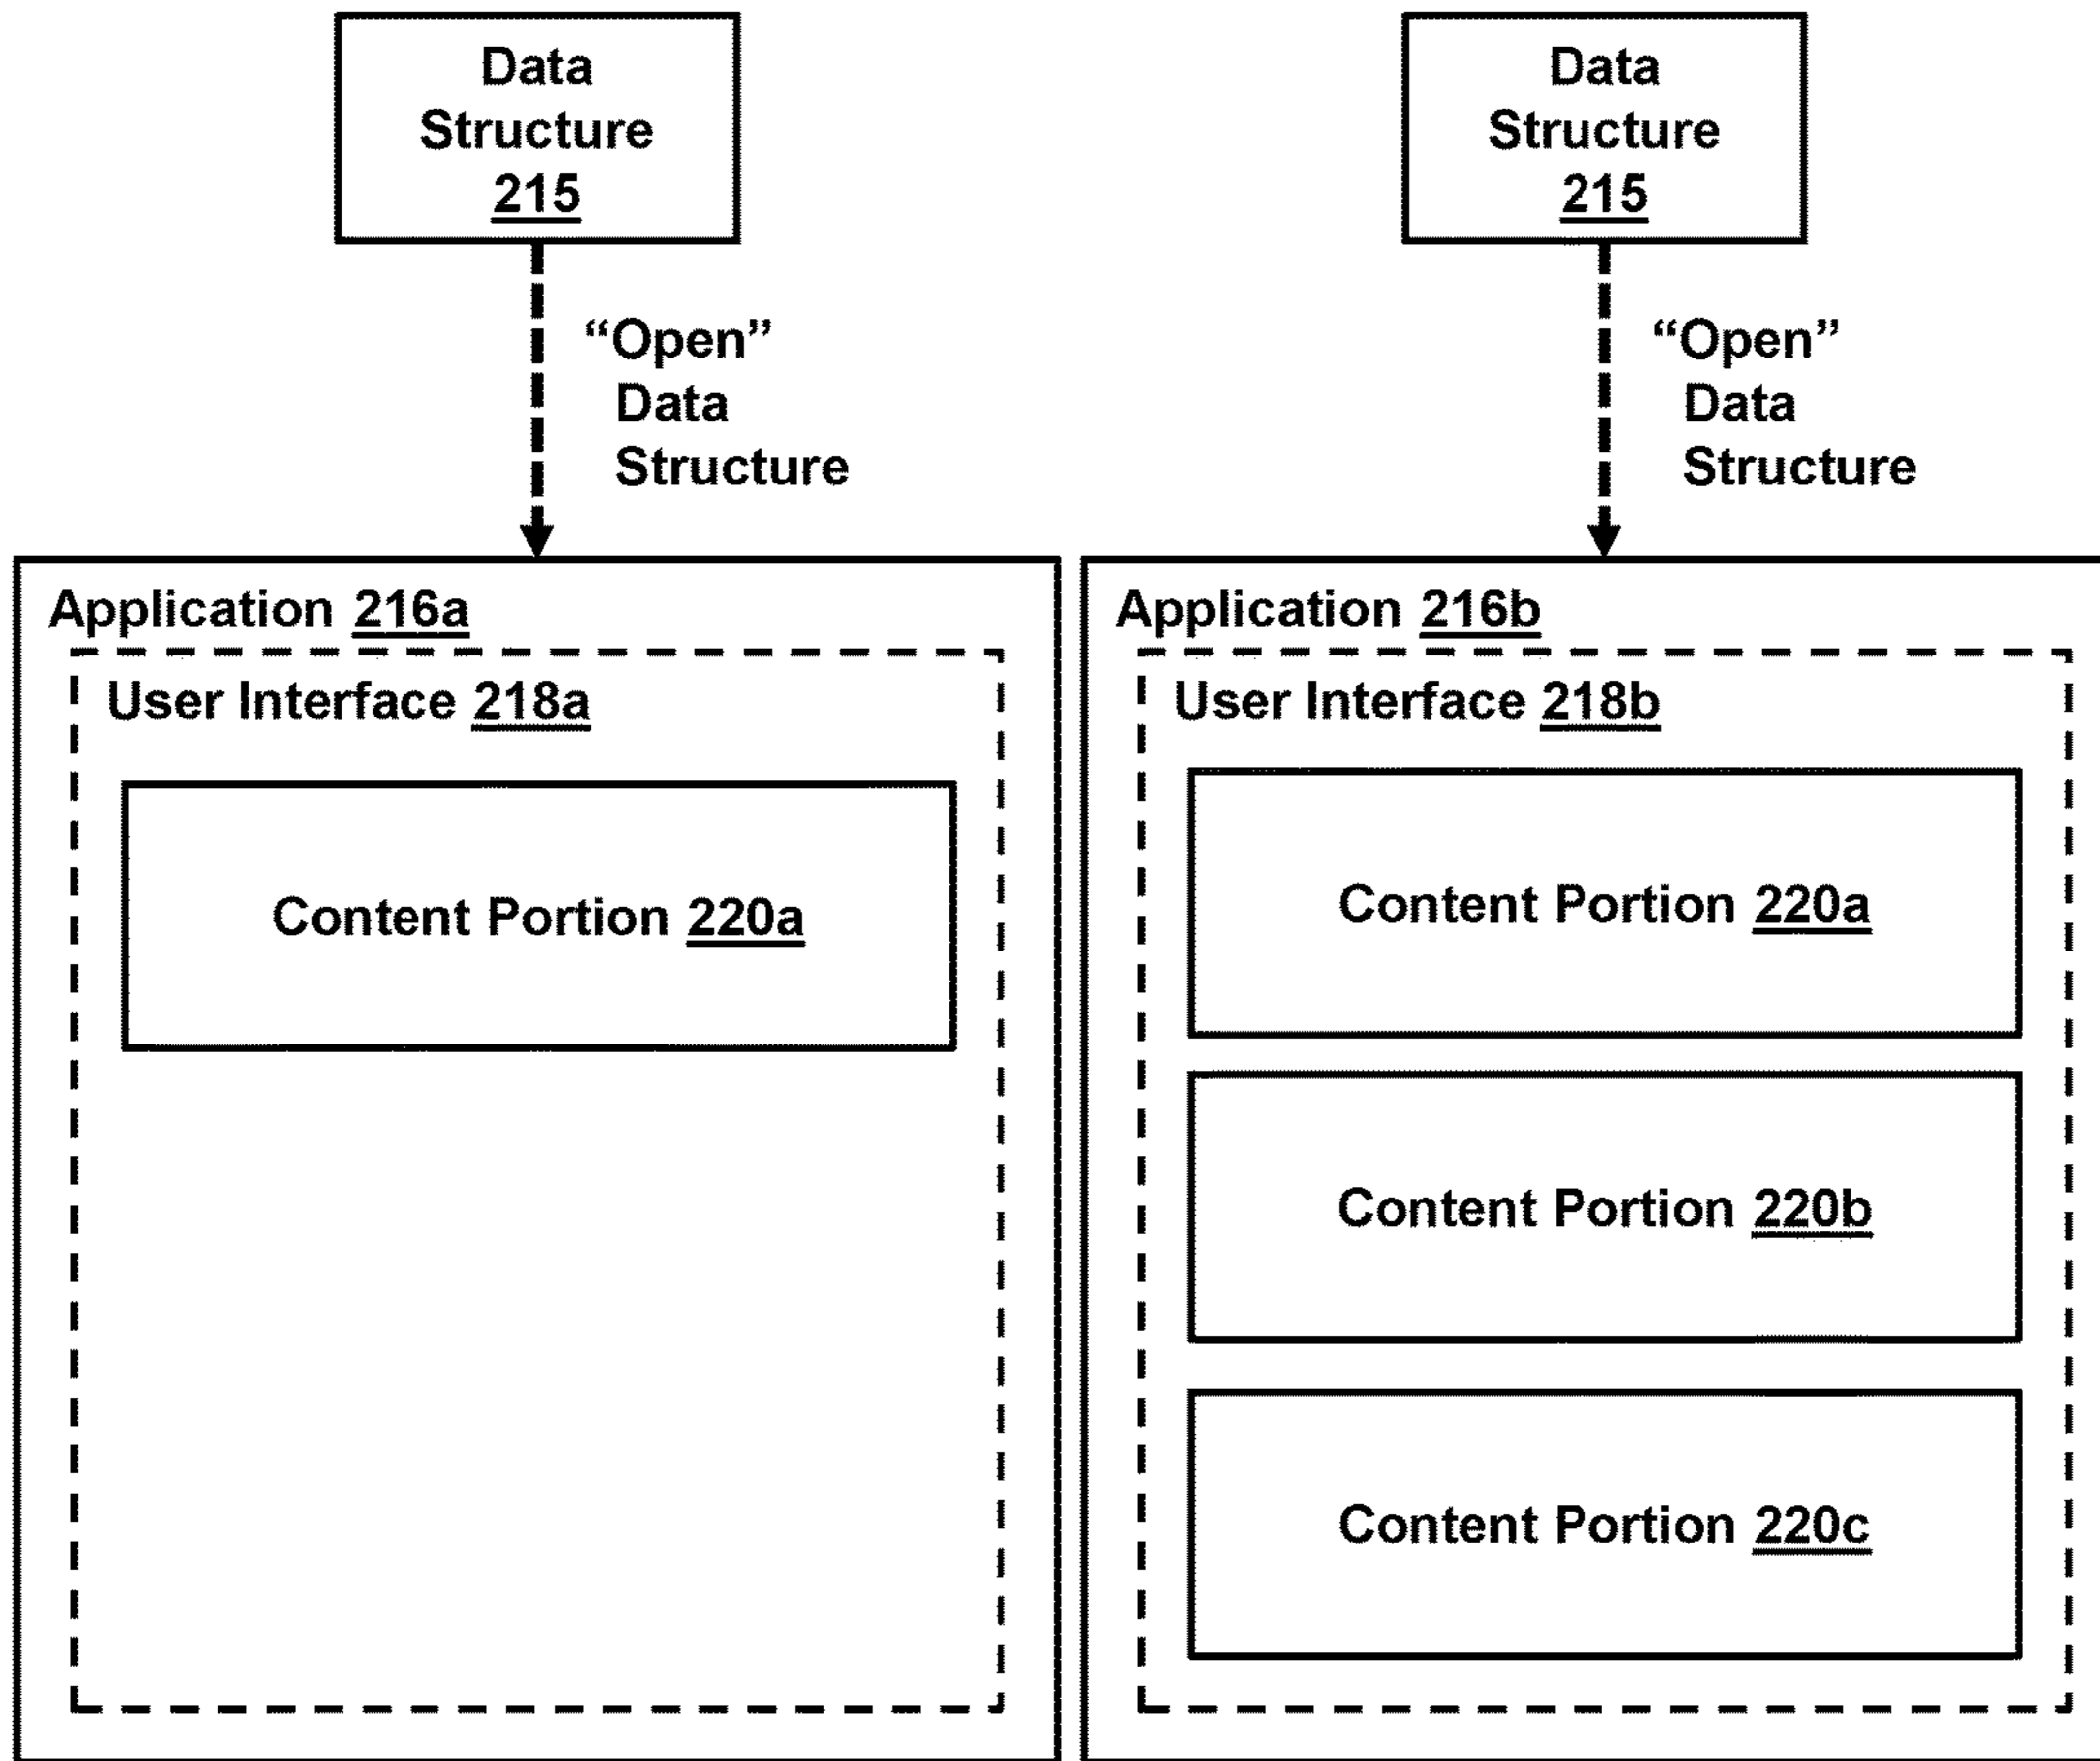 Data
Structure
215
“Open”
Data
Structure
Application 216a
User Interface 218a
Content Portion 220a
Data
Structure
215
“Open”
Data
Structure
Application 216b
User Interface 218b
Content Portion 220a
Content Portion 220b
Content Portion 220c